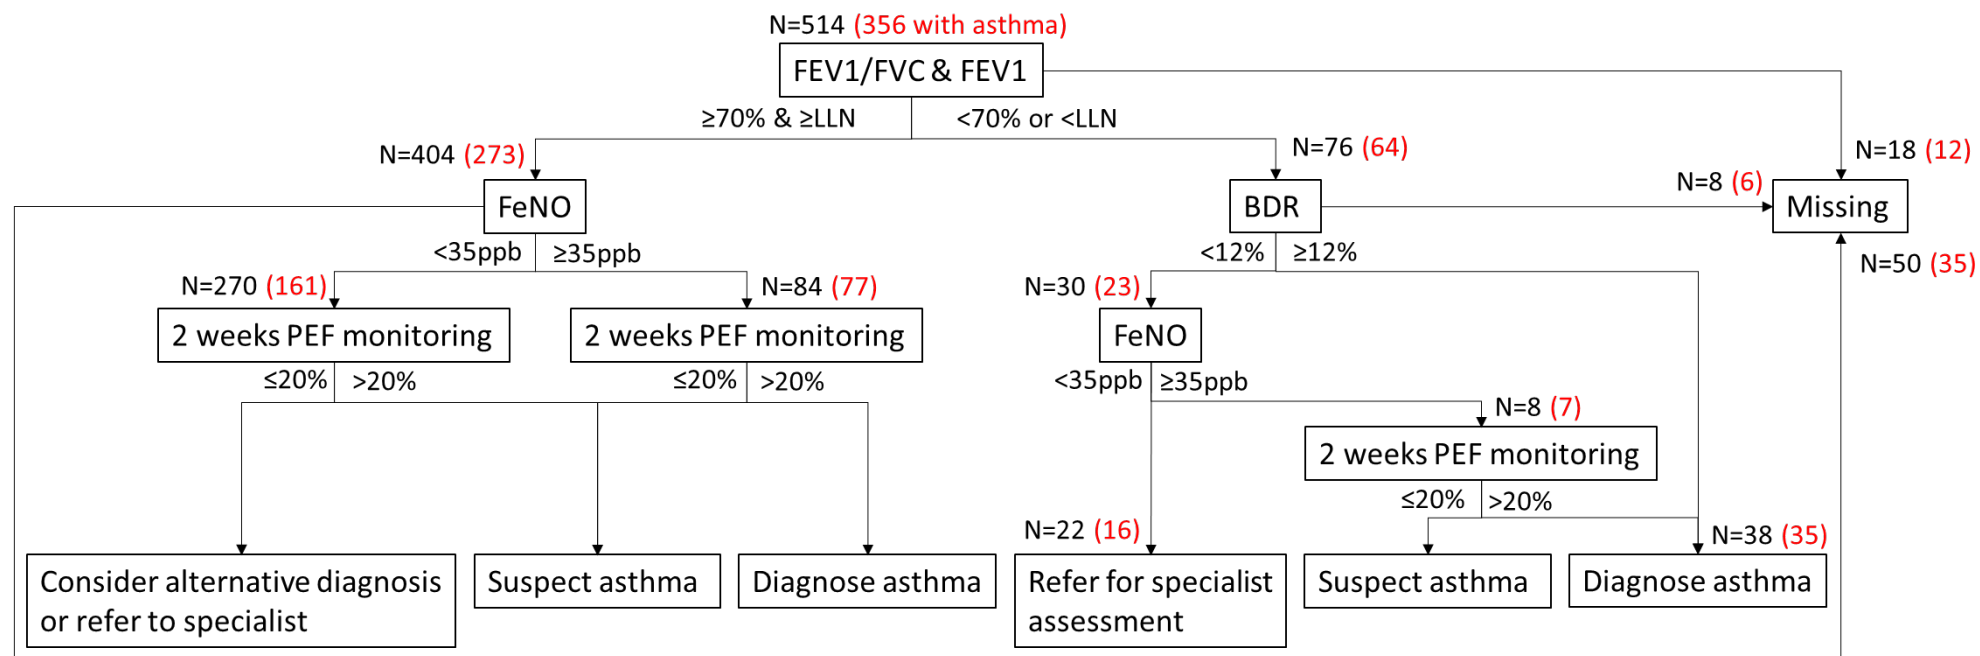 N=514 (356 with asthma)
FEV1/FVC & FEV1
≥70% & ≥LLN
<70% or <LLN
N=404 (273)
N=76 (64)
N=18 (12)
N=8 (6)
FeNO
BDR
Missing
<35ppb
≥35ppb
<12%
≥12%
N=50 (35)
N=270 (161)
N=84 (77)
N=30 (23)
2 weeks PEF monitoring
2 weeks PEF monitoring
FeNO
≤20%
>20%
≤20%
>20%
<35ppb
≥35ppb
N=8 (7)
2 weeks PEF monitoring
≤20%
>20%
N=22 (16)
N=38 (35)
Consider alternative diagnosis
or refer to specialist
Suspect asthma
Diagnose asthma
Refer for specialist
assessment
Suspect asthma
Diagnose asthma